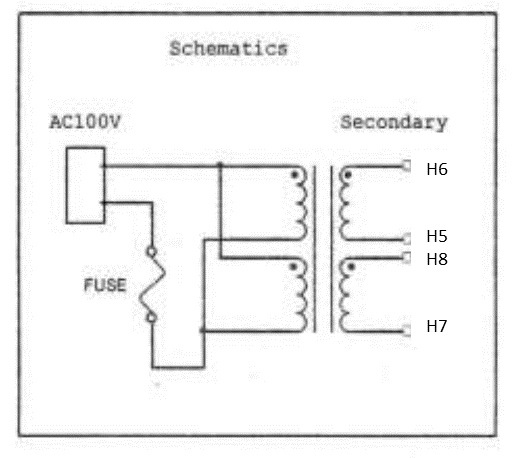 Schematics
AC100V
Secondary
H6
H5
H8
FUSE
H7